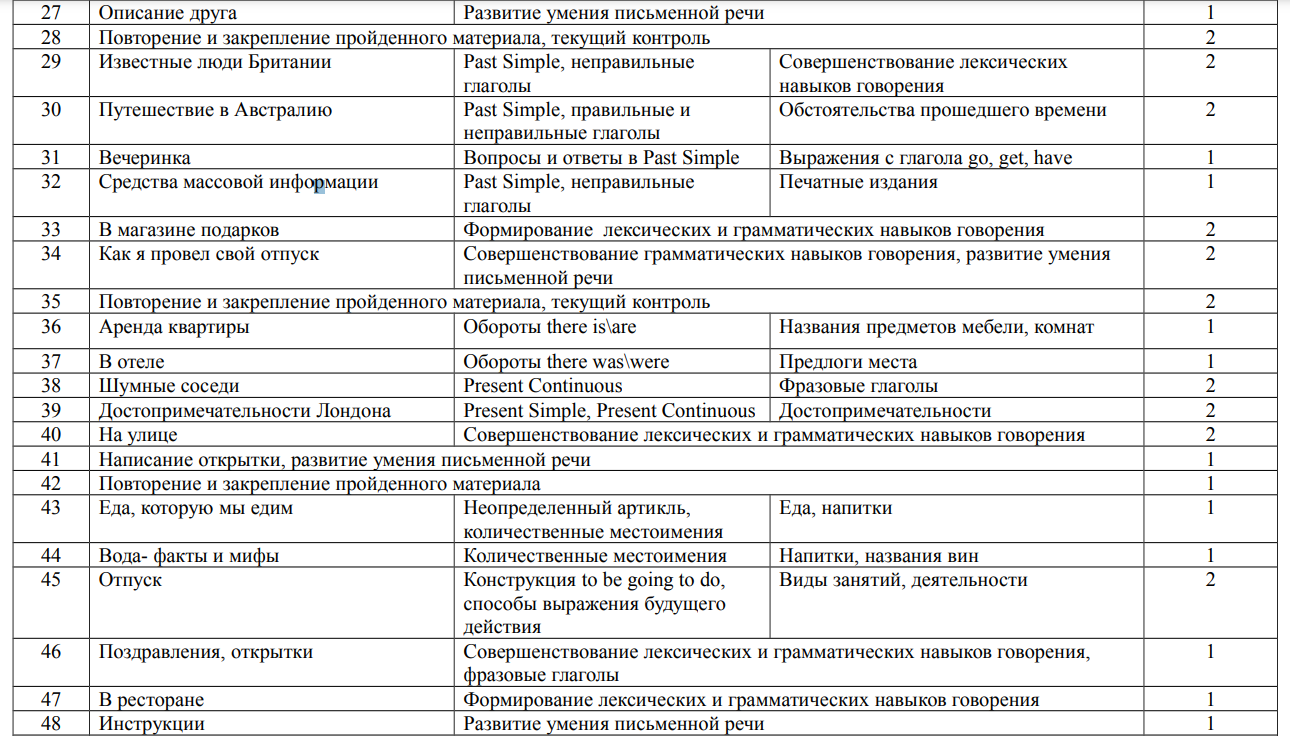 27 Описание друга Развитие умения письменной речи 1
28 Повторение и закрепление пройденного материала, текущий контроль 2
29 Известные люди Британии Past Simple, неправильные Совершенствование лексических 2
глаголы навыков говорения
30 Путешествие в Австралию Past Simple, правильные и Обстоятельства прошедшего времени 2
неправильные глаголы
31 Вечеринка Вопросы и ответы в Past Simple Выражения с глагола go, get, have 1
32 Средства массовой информации Past Simple, неправильные Печатные издания 1
глаголы
33 В магазине подарков Формирование лексических и грамматических навыков говорения 2
34 Как я провел свой отпуск Совершенствование грамматических навыков говорения, развитие умения 2
письменной речи
35 Повторение и закрепление пройденного материала, текущий контроль 2
36 Аренда квартиры Обороты there is\are Названия предметов мебели, комнат 1
37 В отеле Обороты there was\were Предлоги места 1
38 Шумные соседи Present Continuous Фразовые глаголы 2
39 Достопримечательности Лондона Present Simple, Present Continuous Достопримечательности 2
40 На улице Совершенствование лексических и грамматических навыков говорения 2
41 Написание открытки, развитие умения письменной речи 1
42 Повторение и закрепление пройденного материала 1
43 Еда, которую мы едим Неопределенный артикль, Еда, напитки 1
количественные местоимения
44 Вода- факты и мифы Количественные местоимения Напитки, названия вин 1
45 Отпуск Конструкция to be going to do, Виды занятий, деятельности 2
способы выражения будущего
действия
46 Поздравления, открытки Совершенствование лексических и грамматических навыков говорения, 1
фразовые глаголы
47 В ресторане Формирование лексических и грамматических навыков говорения 1
48 Инструкции Развитие умения письменной речи 1